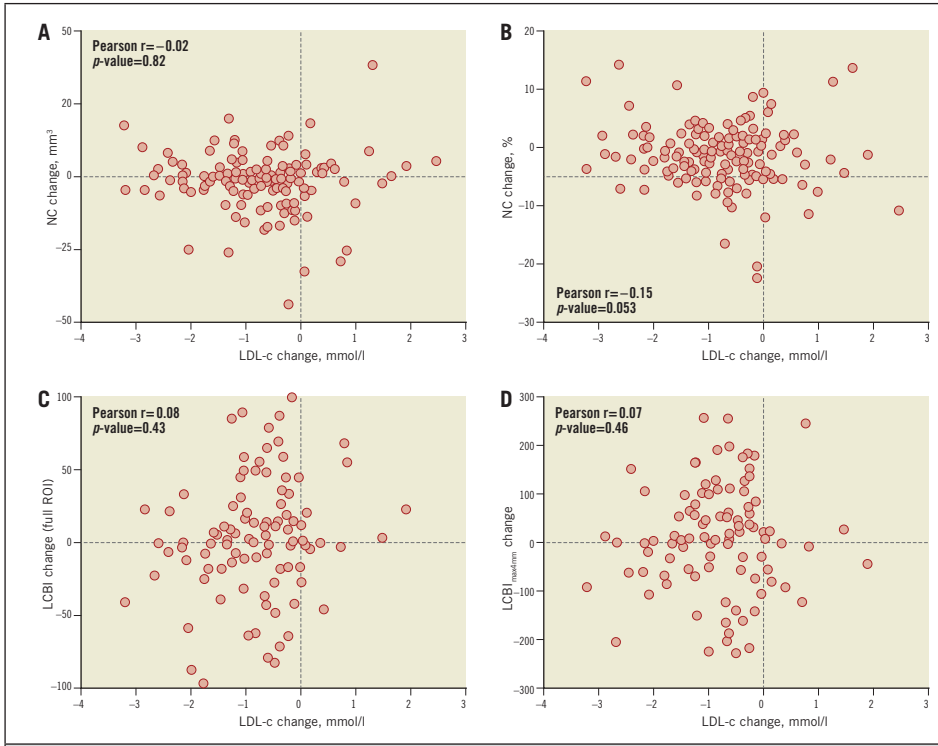 A
Pearson r=−0.02
p-value=0.82
50
20
0
−25
−50
NC change, mm³
−4 −3 −2 −1 0 1 2 3
LDL-c change, mmol/l
B
20
10
0
−10
−20
−30
NC change, %
Pearson r=−0.15
p-value=0.053
−4 −3 −2 −1 0 1 2 3
LDL-c change, mmol/l
C
Pearson r=0.08
p-value=0.43
100
50
0
−50
−100
LCBI change (full ROI)
−4 −3 −2 −1 0 1 2 3
LDL-c change, mmol/l
D
Pearson r=0.07
p-value=0.46
300
200
100
0
−100
−200
−300
LCBImax4mm change
−4 −3 −2 −1 0 1 2 3
LDL-c change, mmol/l